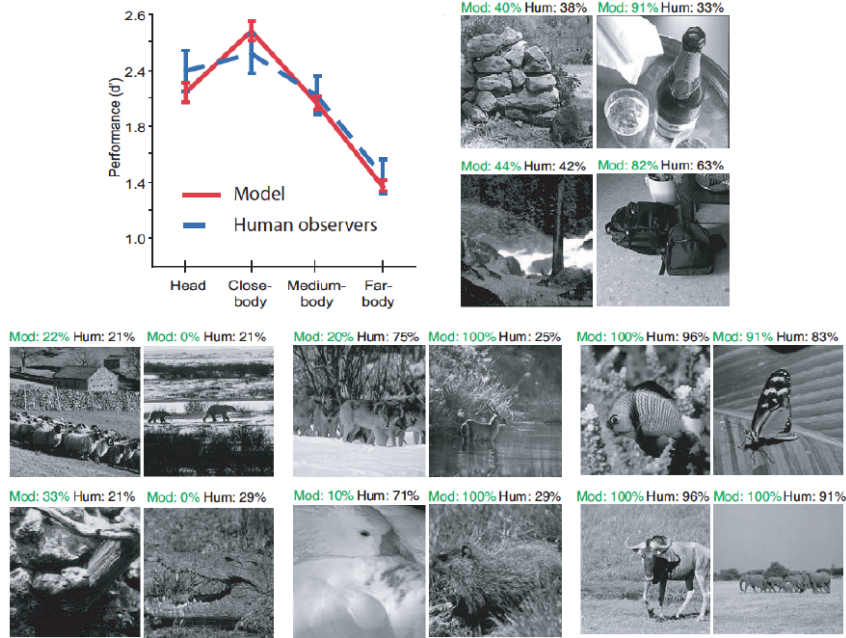 2.6
2.4
1.8
1.4
1.0
Performance (d')
Model
Human observers
Head
Close-
body
Medium-
body
Far-
body
Mod: 40% Hum: 38%
Mod: 91% Hum: 33%
Mod: 44% Hum: 42%
Mod: 82% Hum: 63%
Mod: 22% Hum: 21%
Mod: 0% Hum: 21%
Mod: 20% Hum: 75%
Mod: 100% Hum: 25%
Mod: 100% Hum: 96%
Mod: 91% Hum: 83%
Mod: 33% Hum: 21%
Mod: 0% Hum: 29%
Mod: 10% Hum: 71%
Mod: 100% Hum: 29%
Mod: 100% Hum: 96%
Mod: 100% Hum: 91%